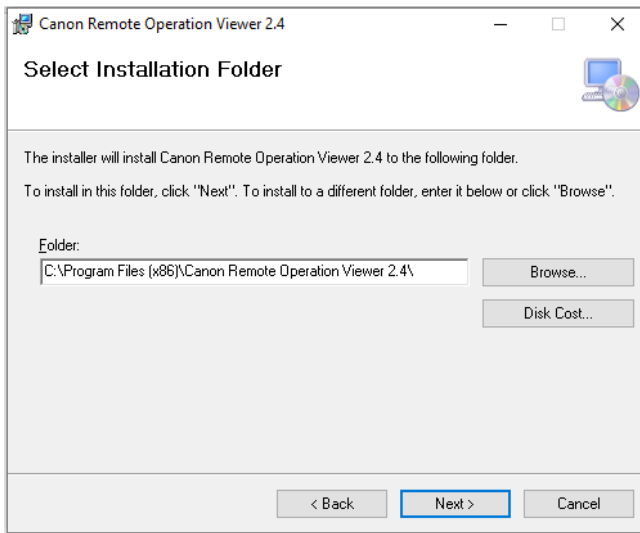 Canon Remote Operation Viewer 2.4
Select Installation Folder
The installer will install Canon Remote Operation Viewer 2.4 to the following folder.
To install in this folder, click "Next". To install to a different folder, enter it below or click "Browse".
Folder:
C:\Program Files (x86)\Canon Remote Operation Viewer 2.4\
Browse...
Disk Cost...
< Back
Next >
Cancel